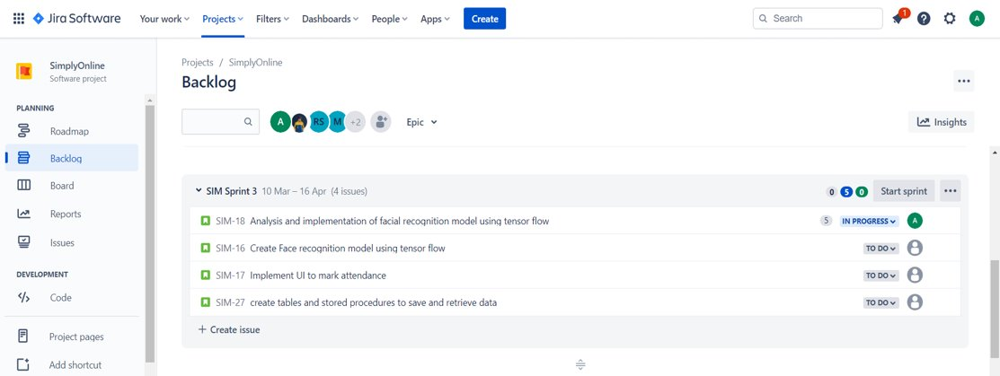 Jira Software Your work Projects Filters Dashboards People Apps Create Search 1 A
SimplyOnline
Software project
PLANNING
Roadmap
Backlog
Board
Reports
Issues
DEVELOPMENT
Code
Project pages
Add shortcut
Projects / SimplyOnline
Backlog
A RS M +2 Epic Insights
SIM Sprint 3 10 Mar – 16 Apr (4 issues) 0 5 0 Start sprint
SIM-18 Analysis and implementation of facial recognition model using tensor flow 5 IN PROGRESS A
SIM-16 Create Face recognition model using tensor flow TO DO
SIM-17 Implement UI to mark attendance TO DO
SIM-27 create tables and stored procedures to save and retrieve data TO DO
+ Create issue